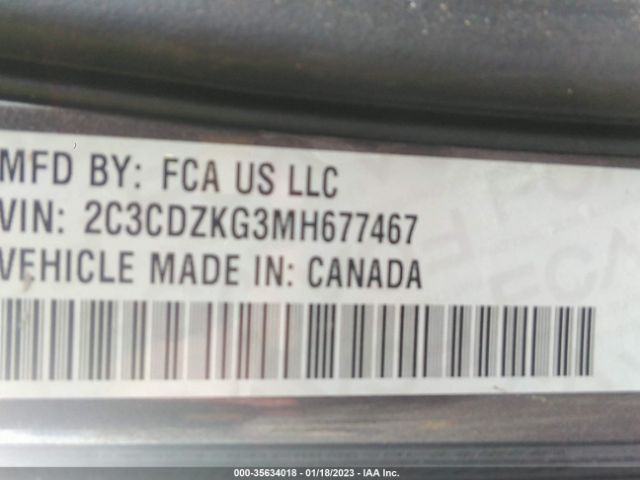 MFD BY: FCA US LLC
VIN: 2C3CDZKG3MH677467
VEHICLE MADE IN: CANADA
000-35634018 - 01/18/2023 - IAA Inc.